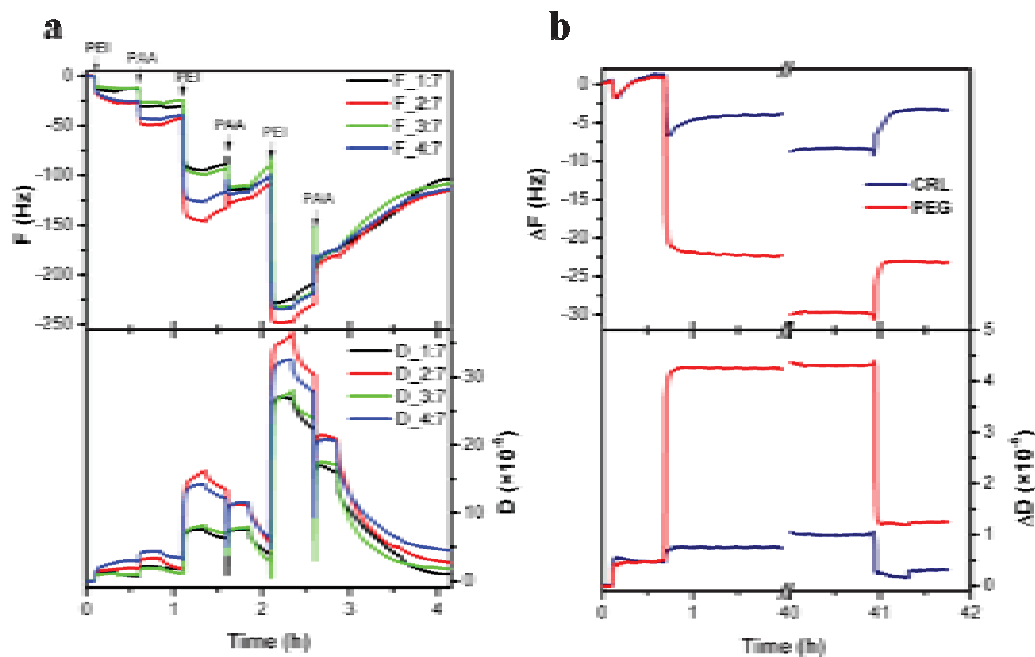 a
b
PEI
PAA
PEI
PAA
PEI
PAA
F_1:7
F_2:7
F_3:7
F_4:7
0
-50
-100
-150
-200
-250
F (Hz)
D_1:7
D_2:7
D_3:7
D_4:7
30
20
10
0
D (×10⁻⁶)
0
1
2
3
4
Time (h)
0
-5
-10
-15
-20
-25
-30
ΔF (Hz)
CRL
PEG
5
4
3
2
1
0
ΔD (×10⁻⁶)
0
1
40
41
42
Time (h)